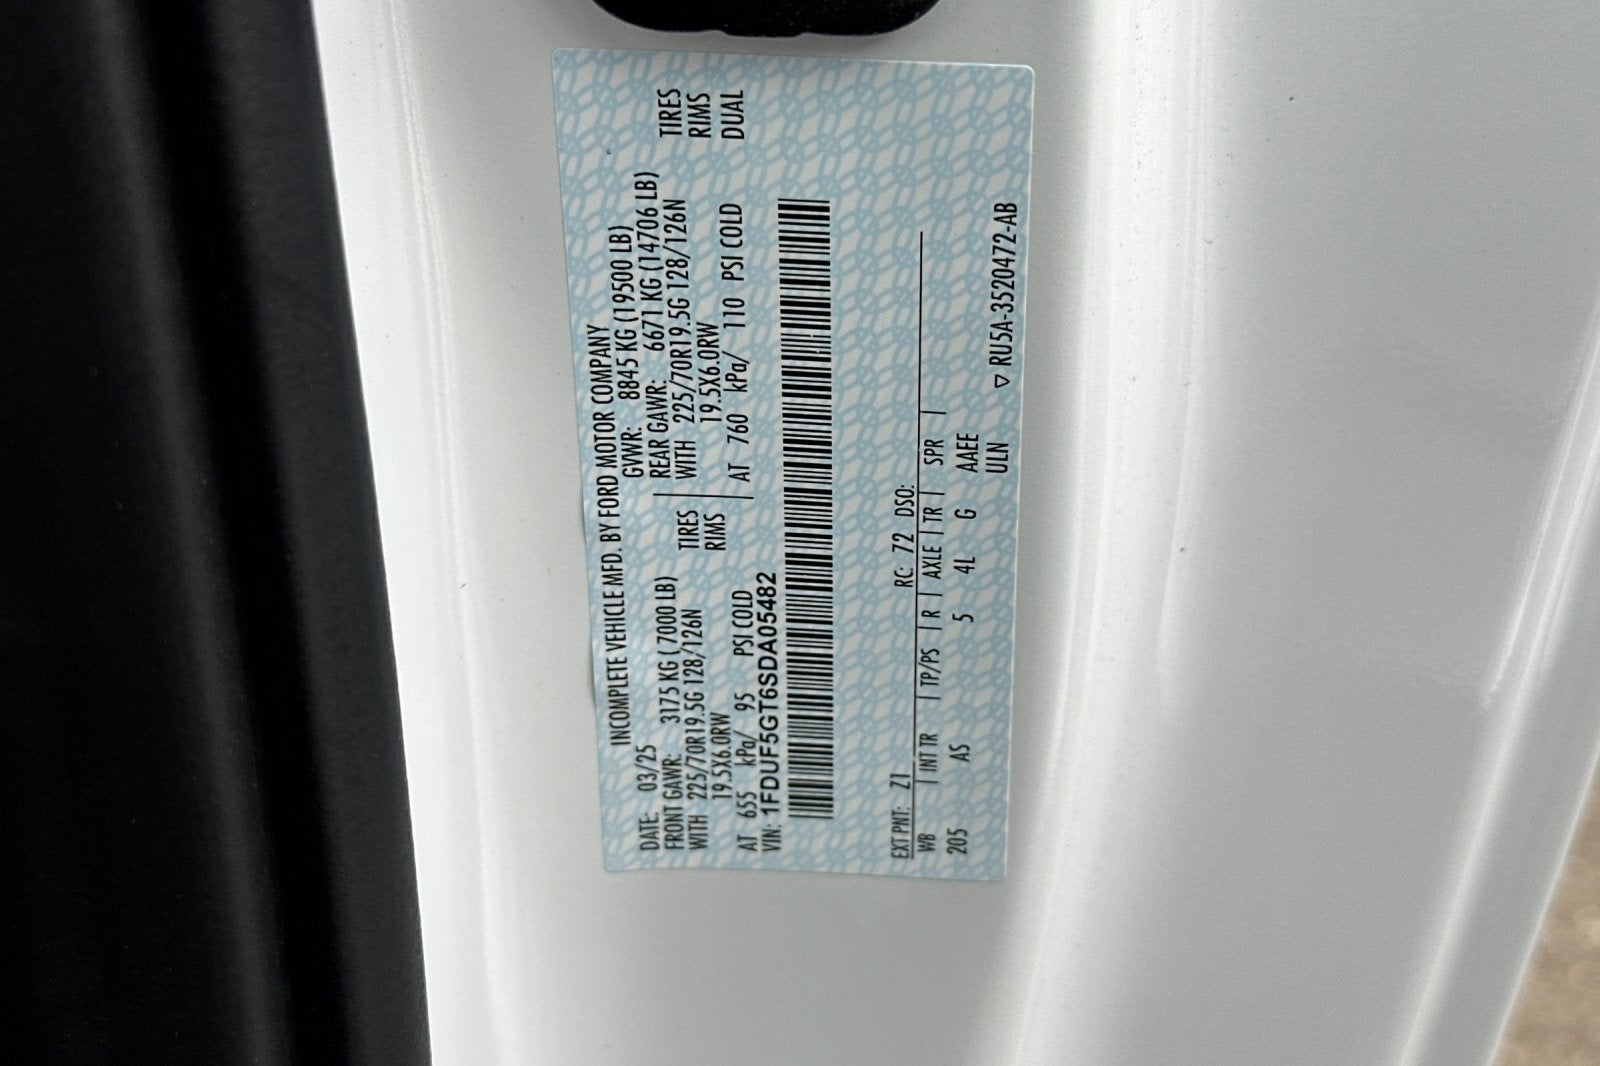 INCOMPLETE VEHICLE MFD. BY FORD MOTOR COMPANY
DATE: 03/25 GVWR: 8845 KG (19500 LB)
FRONT GAWR: 3175 KG (7000 LB) REAR GAWR: 6671 KG (14706 LB)
WITH 225/70R19.5G 128/126N TIRES WITH 225/70R19.5G 128/126N TIRES
19.5X6.0RW RIMS 19.5X6.0RW RIMS
AT 655 kPa/ 95 PSI COLD AT 760 kPa/ 110 PSI COLD DUAL
VIN: 1FDUF5GT6SDA05482
EXT PNT: Z1 RC: 72 DSO:
WB | INT TR | TP/PS | R | AXLE | TR | SPR |
205 AS 5 4L G AAEE
ULN
▽ RU5A-3520472-AB